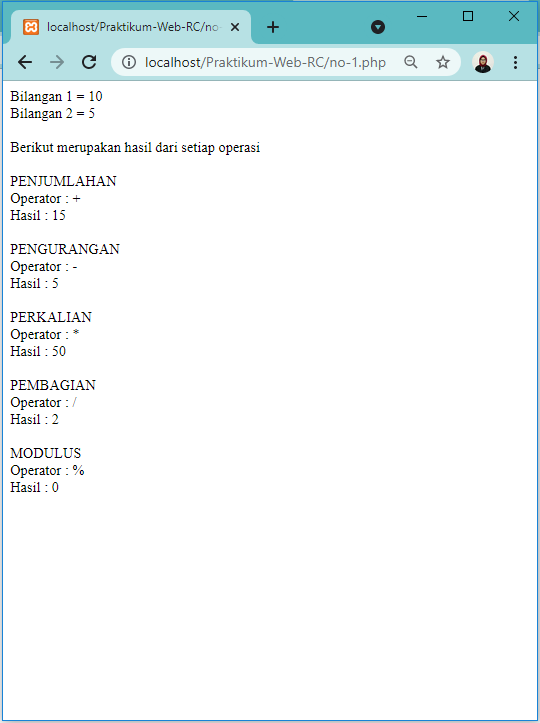 localhost/Praktikum-Web-RC/no-
localhost/Praktikum-Web-RC/no-1.php
Bilangan 1 = 10
Bilangan 2 = 5
Berikut merupakan hasil dari setiap operasi
PENJUMLAHAN
Operator : +
Hasil : 15
PENGURANGAN
Operator : -
Hasil : 5
PERKALIAN
Operator : *
Hasil : 50
PEMBAGIAN
Operator : /
Hasil : 2
MODULUS
Operator : %
Hasil : 0